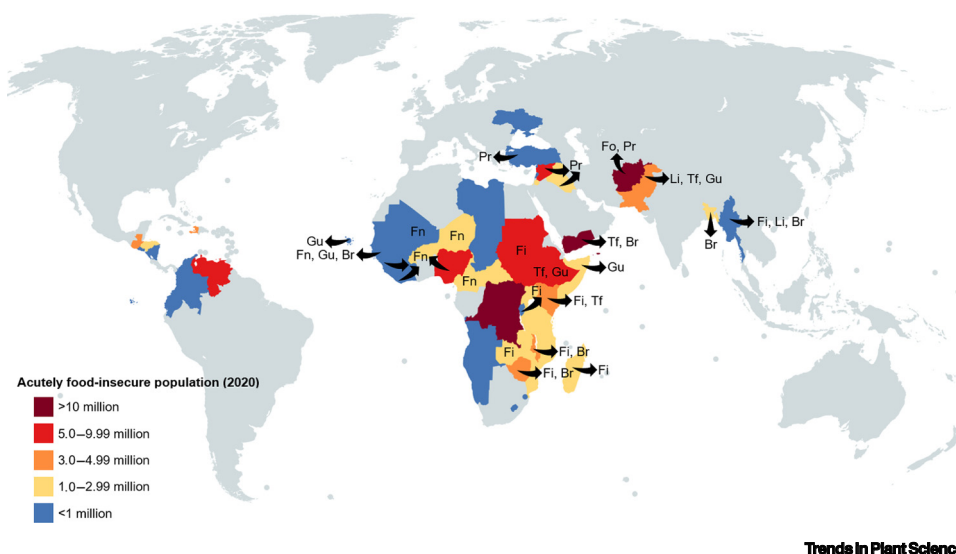 Fo, Pr
Pr
Pr
Li, Tf, Gu
Fi, Li, Br
Br
Fn
Fn
Fi
Gu
Fn, Gu, Br
Fn
Tf, Br
Gu
Tf, Gu
Fn
Fi
Fi, Tf
Fi
Fi, Br
Fi, Br
Fi
Acutely food-insecure population (2020)
>10 million
5.0–9.99 million
3.0–4.99 million
1.0–2.99 million
<1 million
Trends in Plant Scienc